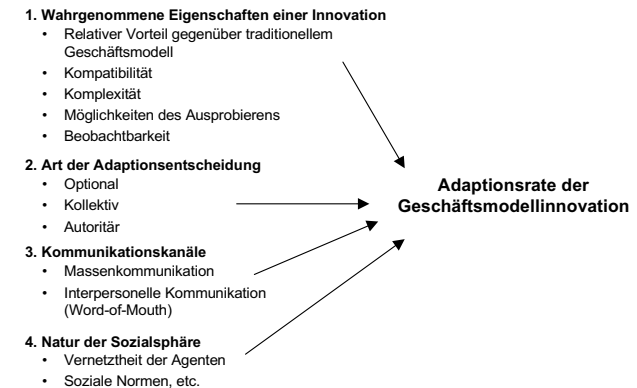 1. Wahrgenommene Eigenschaften einer Innovation
• Relativer Vorteil gegenüber traditionellem
Geschäftsmodell
• Kompatibilität
• Komplexität
• Möglichkeiten des Ausprobierens
• Beobachtbarkeit
2. Art der Adaptionsentscheidung
• Optional
• Kollektiv
• Autoritär
3. Kommunikationskanäle
• Massenkommunikation
• Interpersonelle Kommunikation
(Word-of-Mouth)
4. Natur der Sozialsphäre
• Vernetztheit der Agenten
• Soziale Normen, etc.
Adaptionsrate der
Geschäftsmodellinnovation